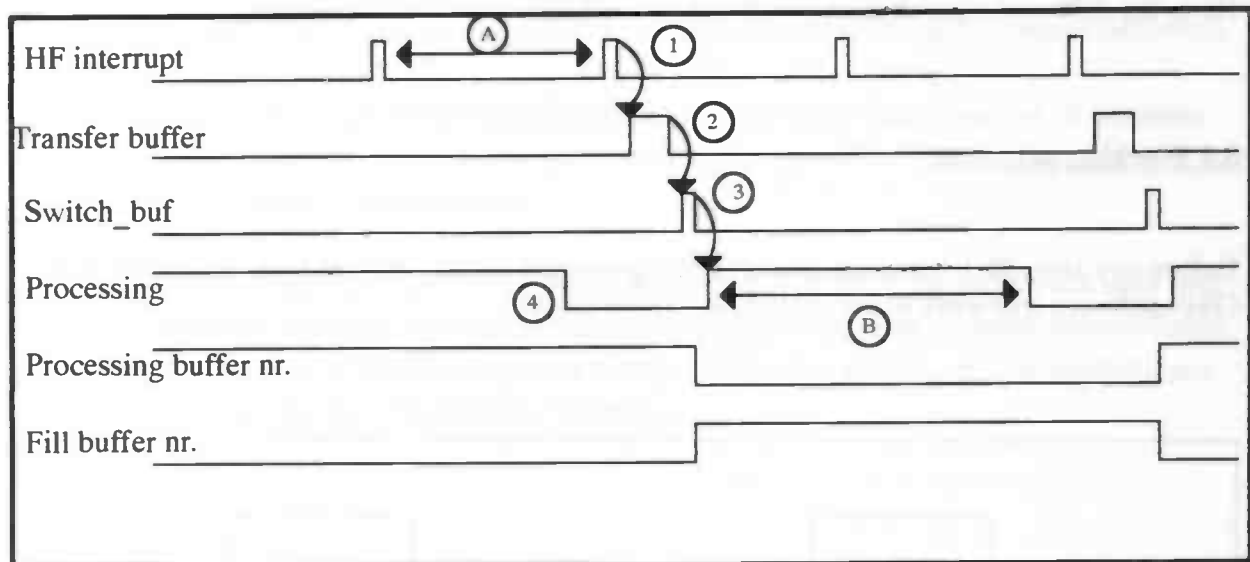 HF interrupt
A
1
Transfer buffer
2
Switch_buf
3
Processing
4
B
Processing buffer nr.
Fill buffer nr.